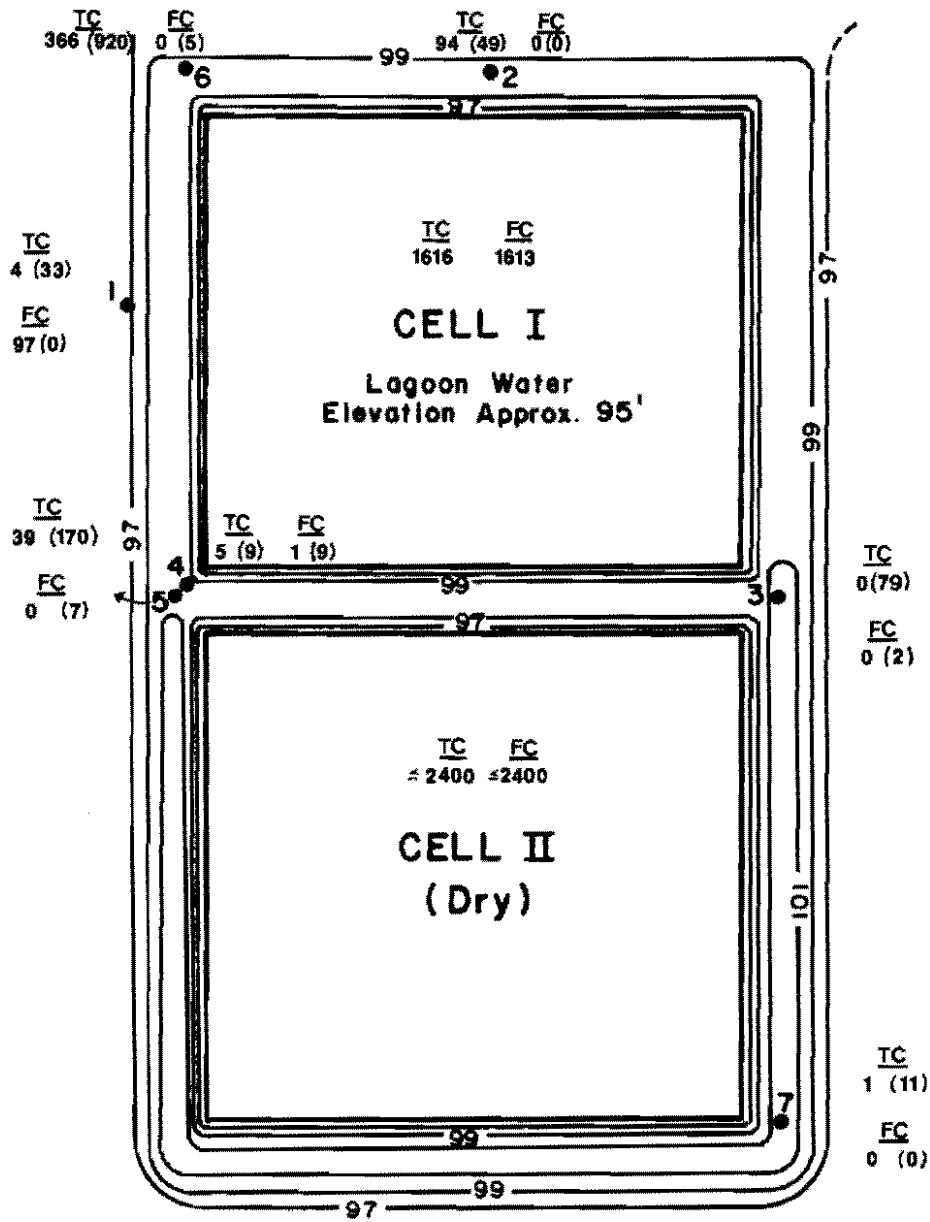 TC FC TC FC
366 (920) 0 (5) 94 (49) 0(0)
99
6 2
97
TC FC
1616 1613
TC
4 (33)
97
1
FC
97(0)
CELL I
Lagoon Water
Elevation Approx. 95'
99
TC
39 (170)
97
TC FC
5 (9) 1 (9)
4
99
TC
0(79)
FC
0 (7)
5
3
97
FC
0 (2)
TC FC
≤2400 ≤2400
CELL II
(Dry)
101
TC
1 (11)
7
99
FC
0 (0)
99
97